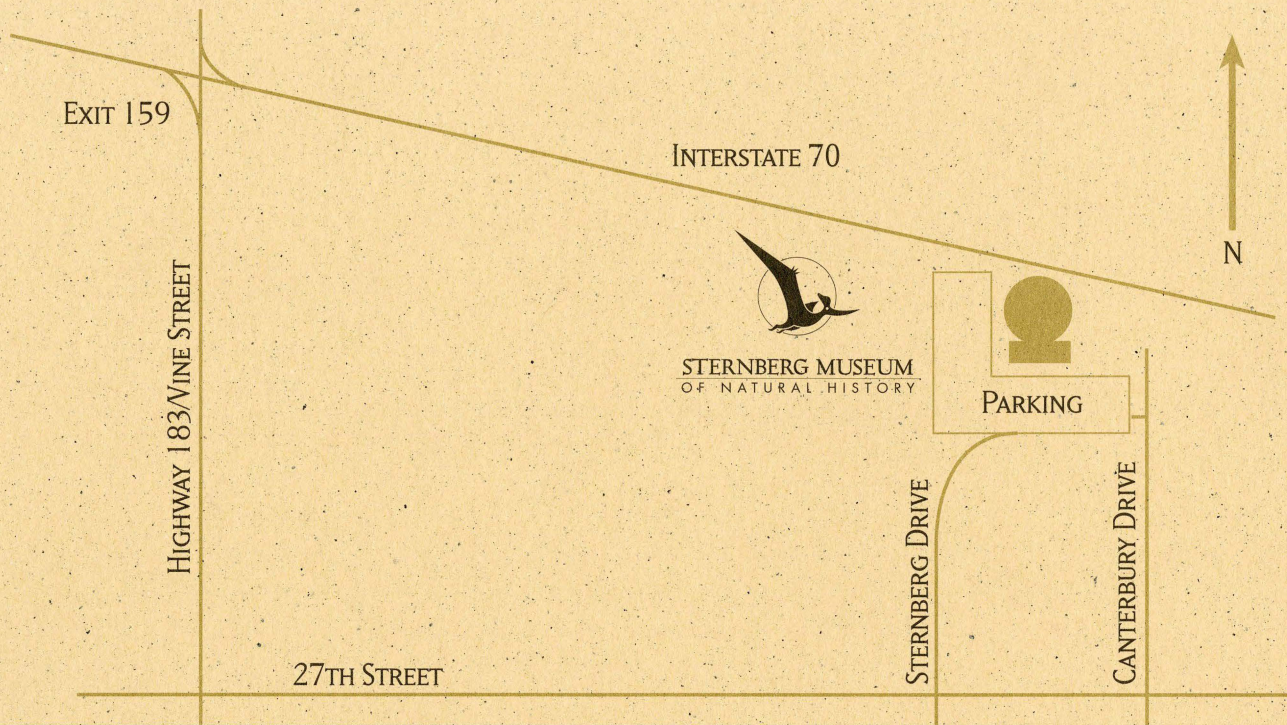 Exit 159
Interstate 70
N
Highway 183/Vine Street
STERNBERG MUSEUM
OF NATURAL HISTORY
Parking
Sternberg Drive
Canterbury Drive
27th Street